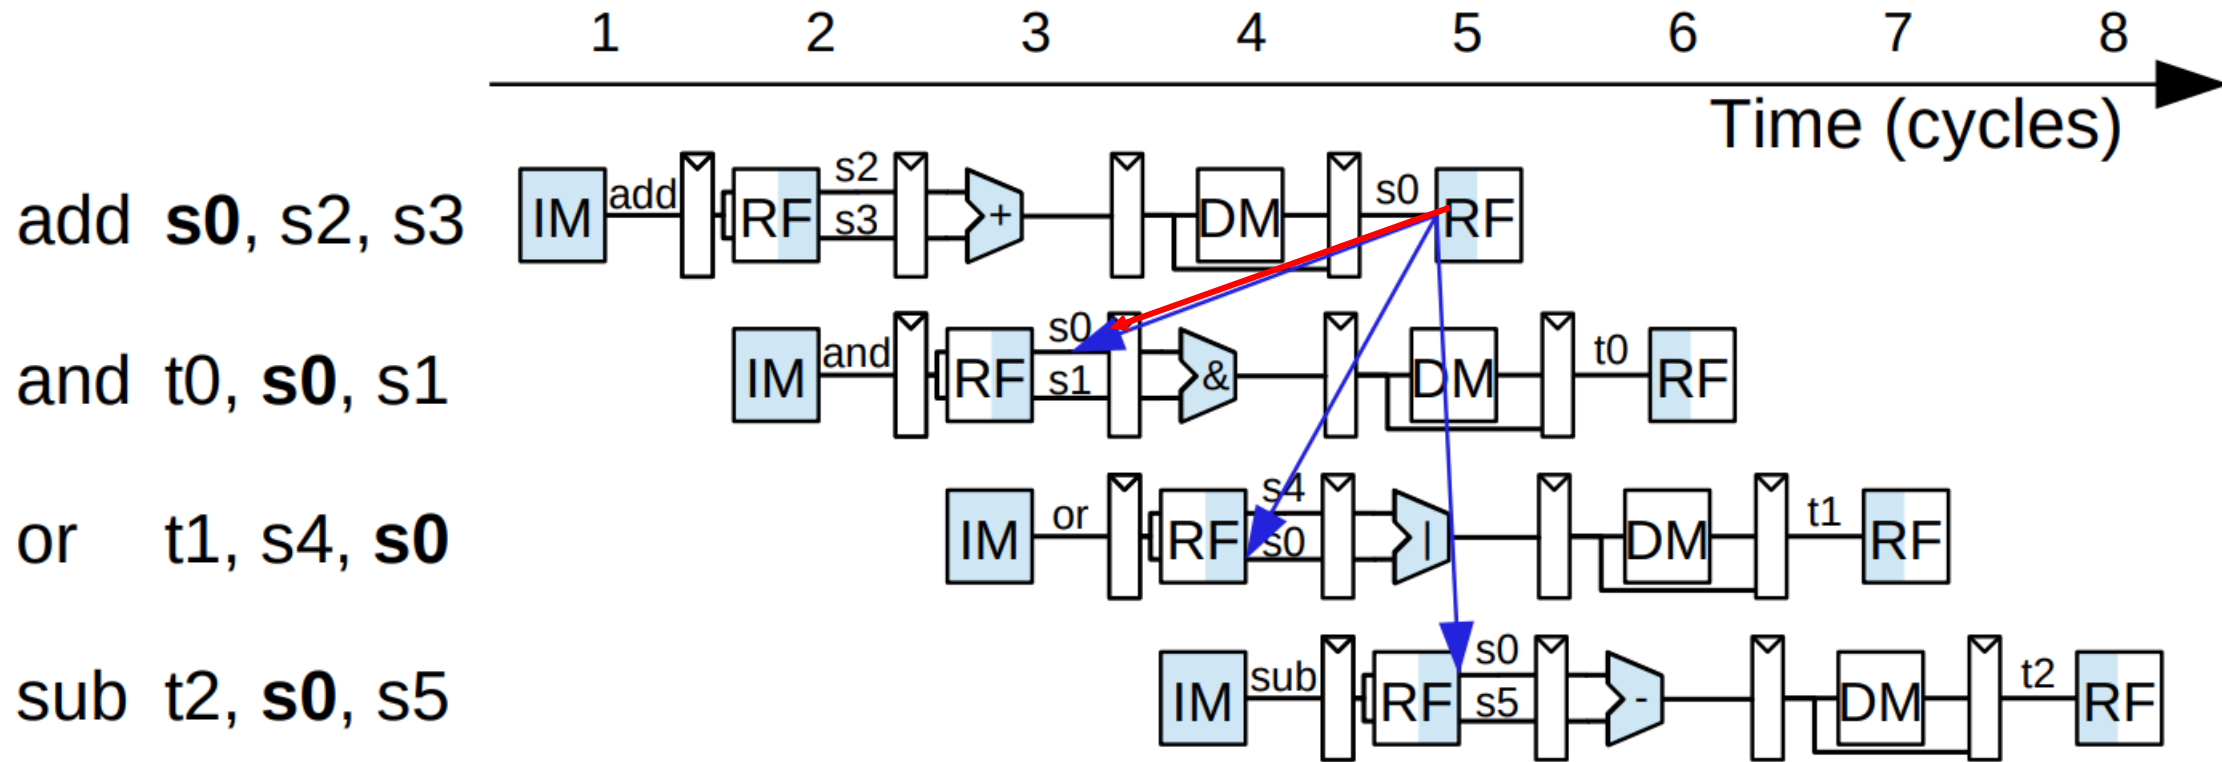 1 2 3 4 5 6 7 8
Time (cycles)
add s0, s2, s3 IM add RF s2 s3 + DM s0 RF
and t0, s0, s1 IM and RF s0 s1 & DM t0 RF
or t1, s4, s0 IM or RF s4 s0 | DM t1 RF
sub t2, s0, s5 IM sub RF s0 s5 - DM t2 RF